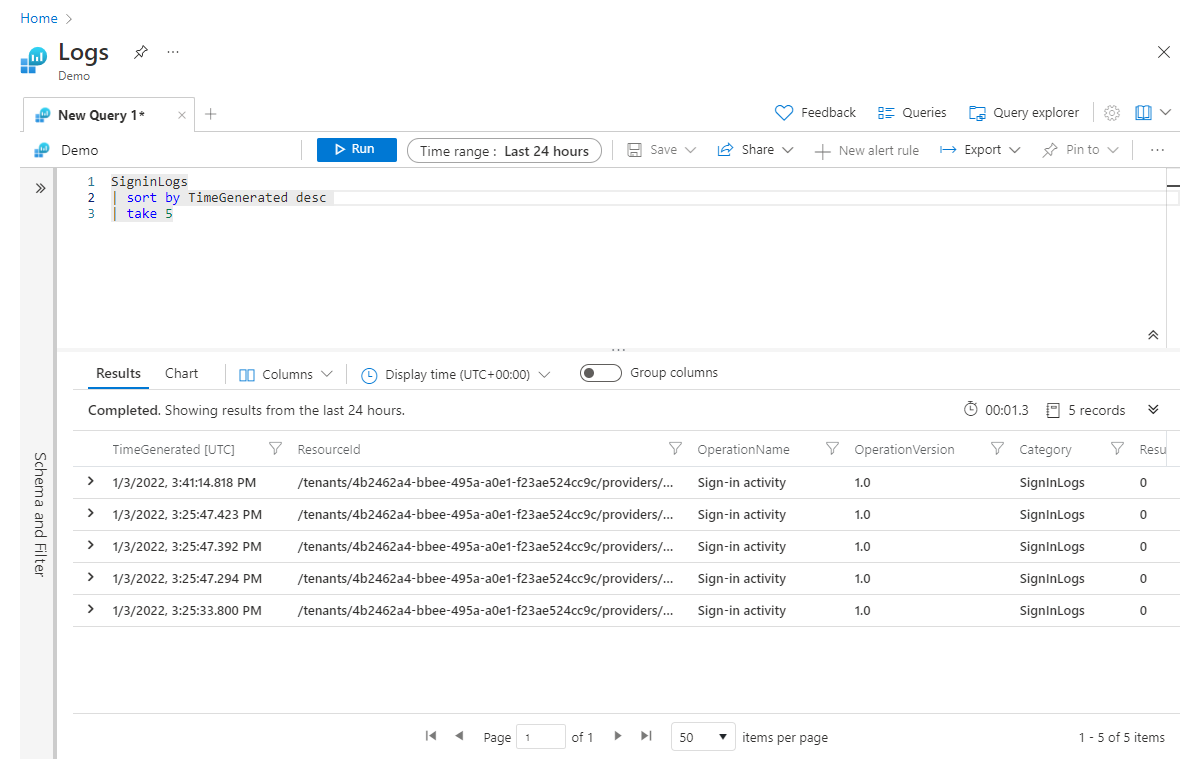 Home
Logs
Demo
New Query 1*
Feedback
Queries
Query explorer
Demo
Run
Time range : Last 24 hours
Save
Share
New alert rule
Export
Pin to
1 SigninLogs
2 | sort by TimeGenerated desc
3 | take 5
Schema and Filter
Results
Chart
Columns
Display time (UTC+00:00)
Group columns
Completed. Showing results from the last 24 hours.
00:01.3
5 records
TimeGenerated [UTC] ResourceId OperationName OperationVersion Category Resu
1/3/2022, 3:41:14.818 PM /tenants/4b2462a4-bbee-495a-a0e1-f23ae524cc9c/providers/... Sign-in activity 1.0 SignInLogs 0
1/3/2022, 3:25:47.423 PM /tenants/4b2462a4-bbee-495a-a0e1-f23ae524cc9c/providers/... Sign-in activity 1.0 SignInLogs 0
1/3/2022, 3:25:47.392 PM /tenants/4b2462a4-bbee-495a-a0e1-f23ae524cc9c/providers/... Sign-in activity 1.0 SignInLogs 0
1/3/2022, 3:25:47.294 PM /tenants/4b2462a4-bbee-495a-a0e1-f23ae524cc9c/providers/... Sign-in activity 1.0 SignInLogs 0
1/3/2022, 3:25:33.800 PM /tenants/4b2462a4-bbee-495a-a0e1-f23ae524cc9c/providers/... Sign-in activity 1.0 SignInLogs 0
Page 1 of 1
50 items per page
1 - 5 of 5 items